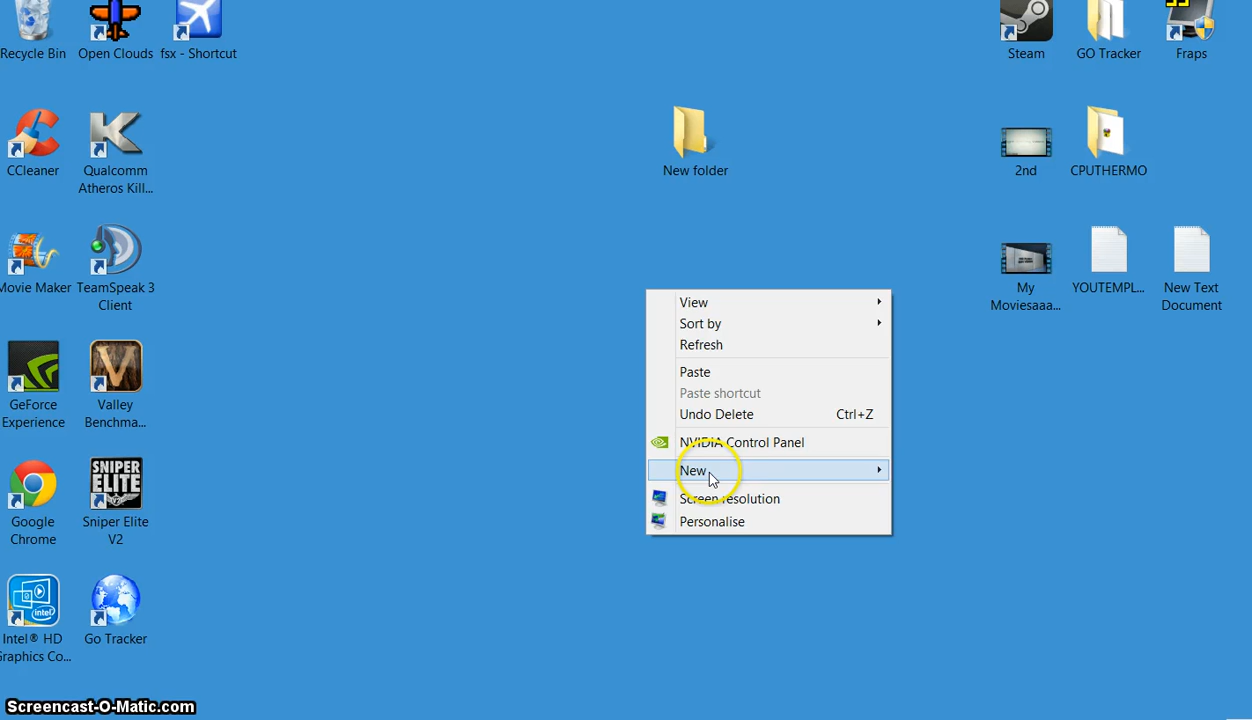 Recycle Bin
Open Clouds
fsx - Shortcut
Steam
GO Tracker
Fraps
CCleaner
Qualcomm
Atheros Kill...
New folder
2nd
CPUTHERMO
Movie Maker
TeamSpeak 3
Client
My
Moviesaaa...
YOUTEMPL...
New Text
Document
View
Sort by
Refresh
Paste
Paste shortcut
Undo Delete Ctrl+Z
NVIDIA Control Panel
New
Screen resolution
Personalise
GeForce
Experience
V
Valley
Benchma...
Google
Chrome
SNIPER
ELITE
Sniper Elite
V2
intel
Intel® HD
Graphics Co...
Go Tracker
Screencast-O-Matic.com